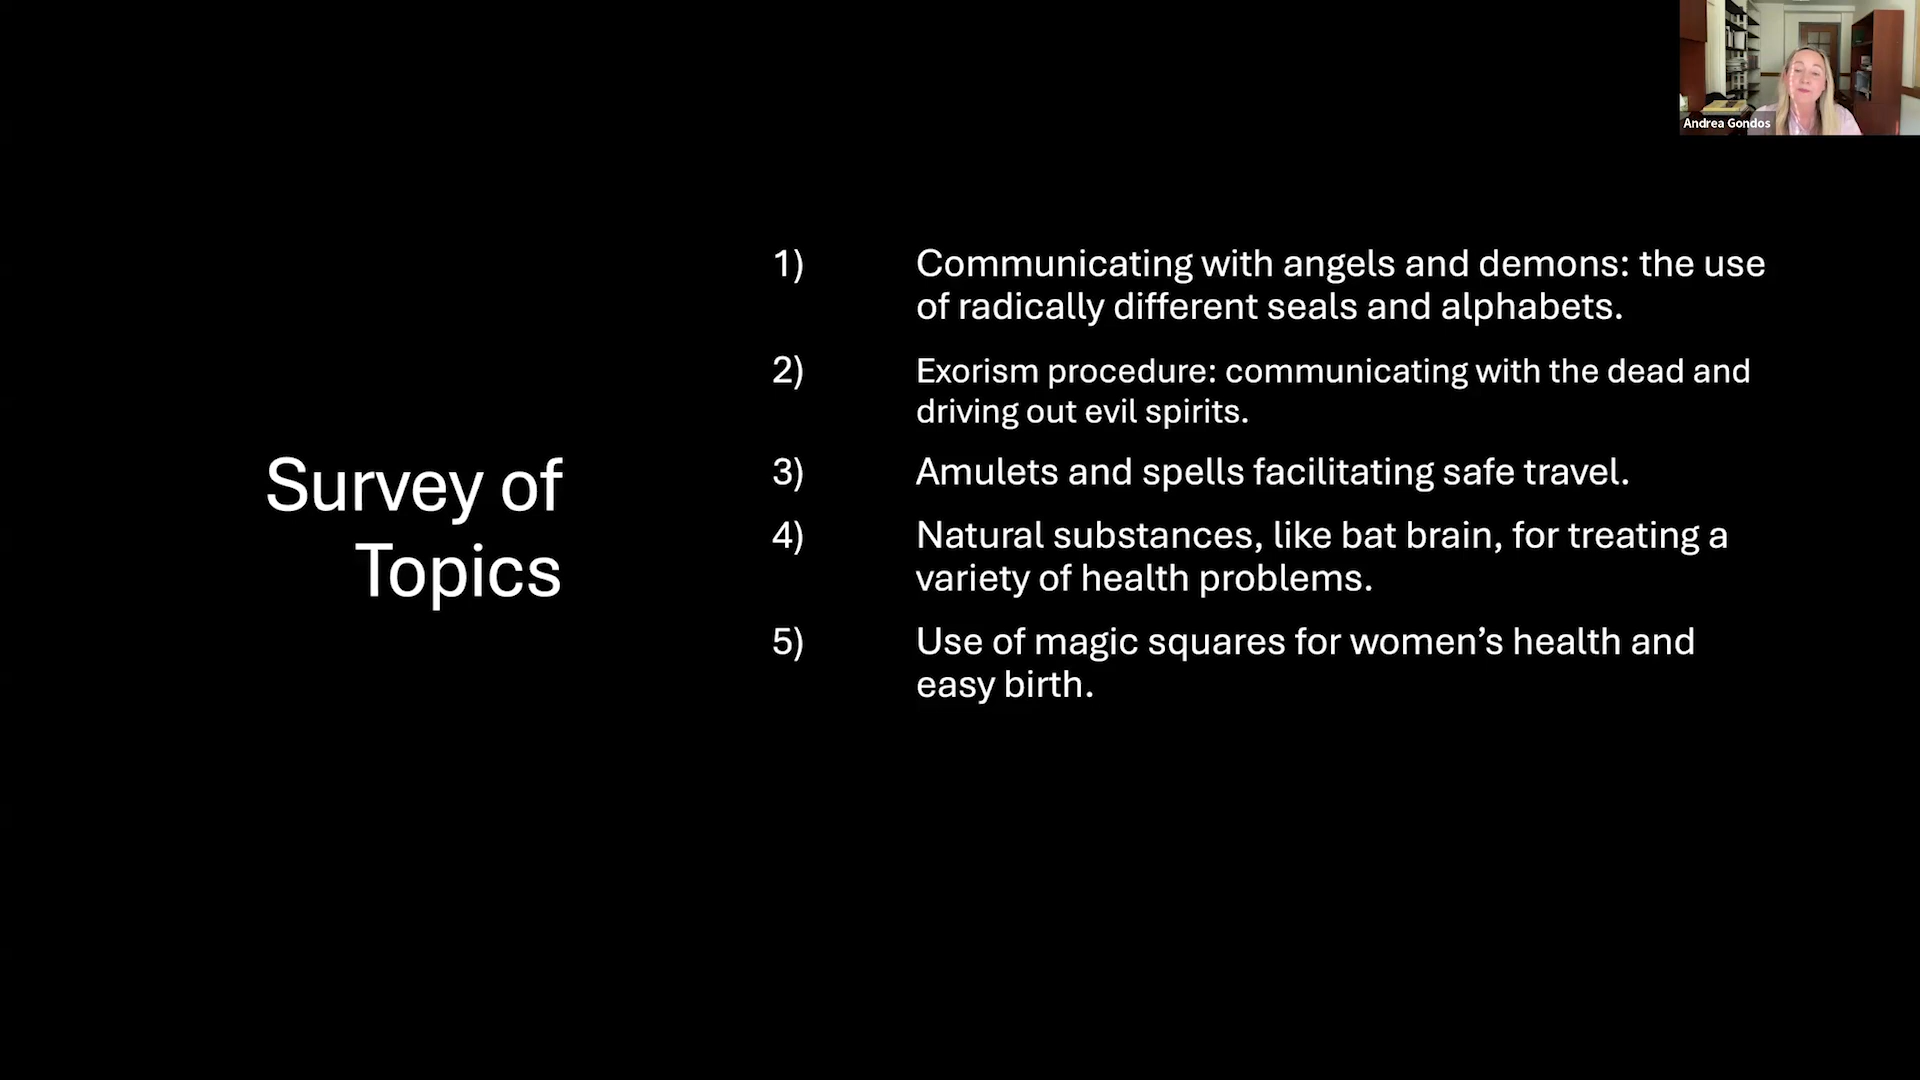 Andrea Gondos
Survey of
Topics
1) Communicating with angels and demons: the use
of radically different seals and alphabets.
2) Exorism procedure: communicating with the dead and
driving out evil spirits.
3) Amulets and spells facilitating safe travel.
4) Natural substances, like bat brain, for treating a
variety of health problems.
5) Use of magic squares for women’s health and
easy birth.